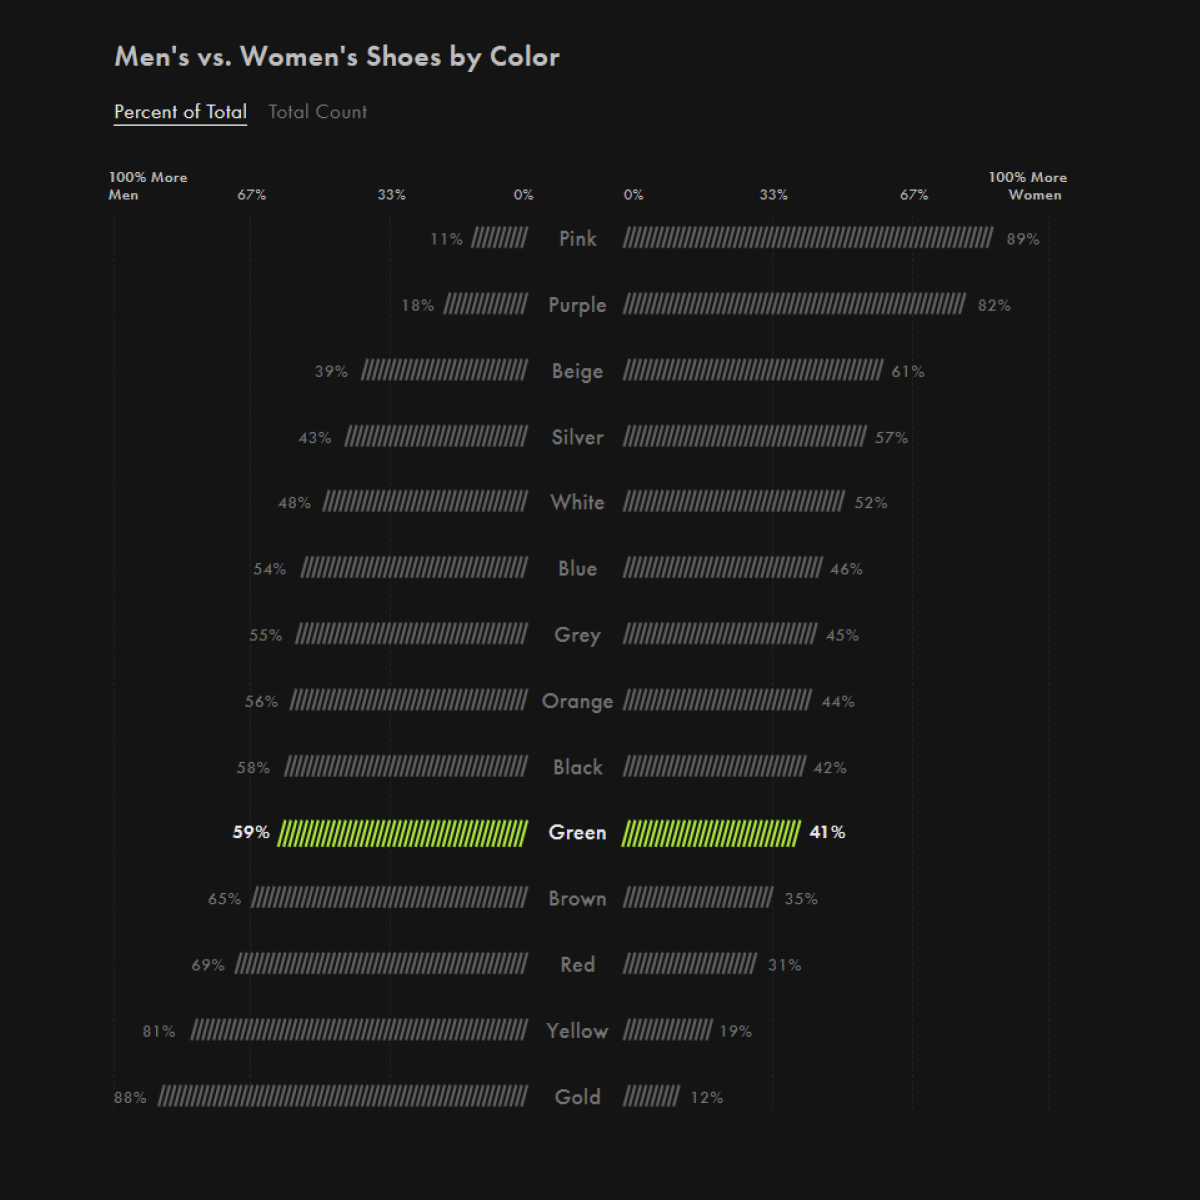 Men's vs. Women's Shoes by Color
Percent of Total Total Count
100% More Men 67% 33% 0% 0% 33% 67% 100% More Women
11% Pink 89%
18% Purple 82%
39% Beige 61%
43% Silver 57%
48% White 52%
54% Blue 46%
55% Grey 45%
56% Orange 44%
58% Black 42%
59% Green 41%
65% Brown 35%
69% Red 31%
81% Yellow 19%
88% Gold 12%